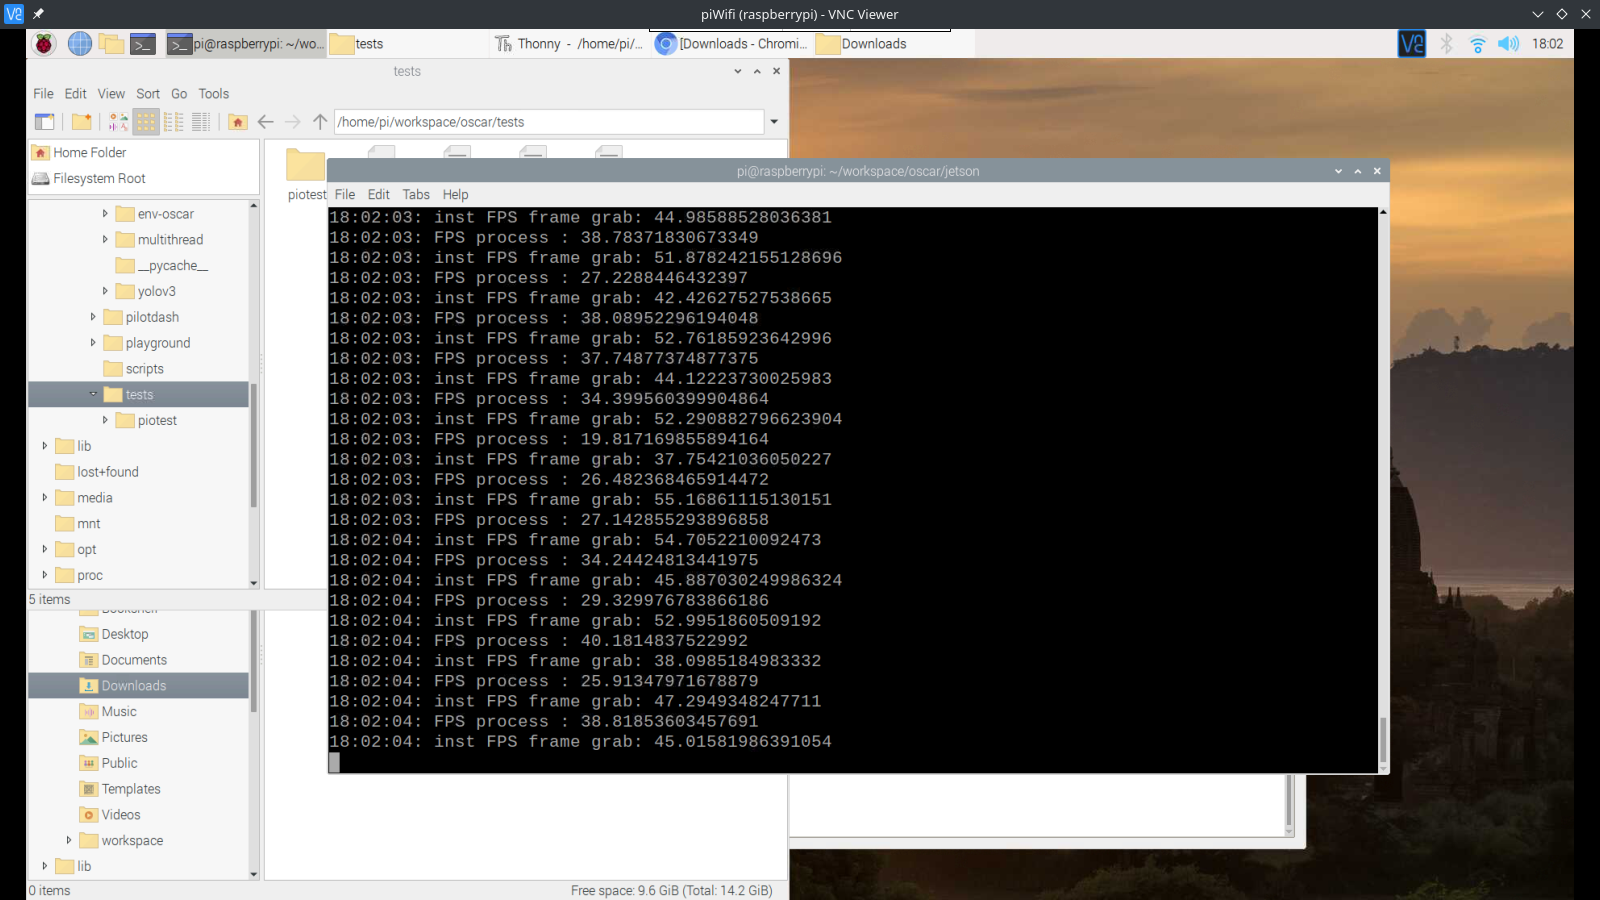 piWifi (raspberrypi) - VNC Viewer
pi@raspberrypi: ~/wo...
tests
Thonny - /home/pi/...
[Downloads - Chromi...
Downloads
18:02
tests
File Edit View Sort Go Tools
/home/pi/workspace/oscar/tests
Home Folder
Filesystem Root
env-oscar
multithread
__pycache__
yolov3
pilotdash
playground
scripts
tests
piotest
lib
lost+found
media
mnt
opt
proc
5 items
Bookshelf
Desktop
Documents
Downloads
Music
Pictures
Public
Templates
Videos
workspace
lib
0 items
Free space: 9.6 GiB (Total: 14.2 GiB)
piotest
pi@raspberrypi: ~/workspace/oscar/jetson
File Edit Tabs Help
18:02:03: inst FPS frame grab: 44.98588528036381
18:02:03: FPS process : 38.78371830673349
18:02:03: inst FPS frame grab: 51.878242155128696
18:02:03: FPS process : 27.2288446432397
18:02:03: inst FPS frame grab: 42.42627527538665
18:02:03: FPS process : 38.08952296194048
18:02:03: inst FPS frame grab: 52.76185923642996
18:02:03: FPS process : 37.74877374877375
18:02:03: inst FPS frame grab: 44.12223730025983
18:02:03: FPS process : 34.399560399904864
18:02:03: inst FPS frame grab: 52.290882796623904
18:02:03: FPS process : 19.817169855894164
18:02:03: inst FPS frame grab: 37.75421036050227
18:02:03: FPS process : 26.482368465914472
18:02:03: inst FPS frame grab: 55.16861115130151
18:02:03: FPS process : 27.142855293896858
18:02:04: inst FPS frame grab: 54.7052210092473
18:02:04: FPS process : 34.24424813441975
18:02:04: inst FPS frame grab: 45.887030249986324
18:02:04: FPS process : 29.329976783866186
18:02:04: inst FPS frame grab: 52.9951860509192
18:02:04: FPS process : 40.1814837522992
18:02:04: inst FPS frame grab: 38.0985184983332
18:02:04: FPS process : 25.91347971678879
18:02:04: inst FPS frame grab: 47.2949348247711
18:02:04: FPS process : 38.81853603457691
18:02:04: inst FPS frame grab: 45.01581986391054